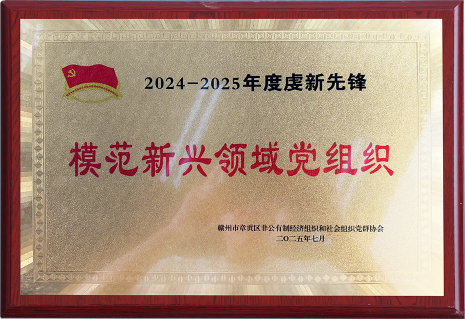 2024-2025年度虔新先锋
模范新兴领域党组织
赣州市章贡区非公有制经济组织和社会组织党群协会
二〇二五年七月